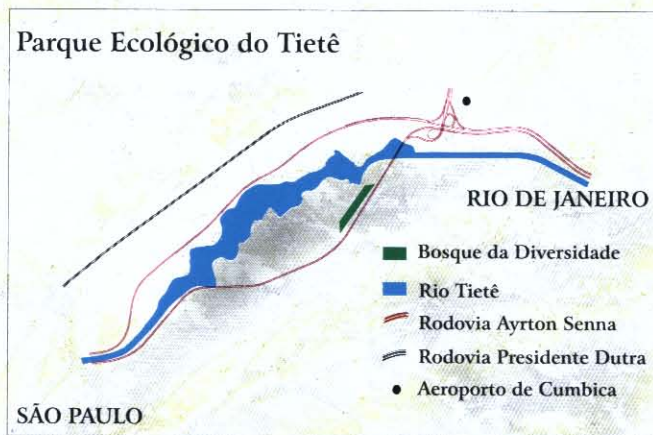 Parque Ecológico do Tietê
RIO DE JANEIRO
Bosque da Diversidade
Rio Tietê
Rodovia Ayrton Senna
Rodovia Presidente Dutra
Aeroporto de Cumbica
SÃO PAULO